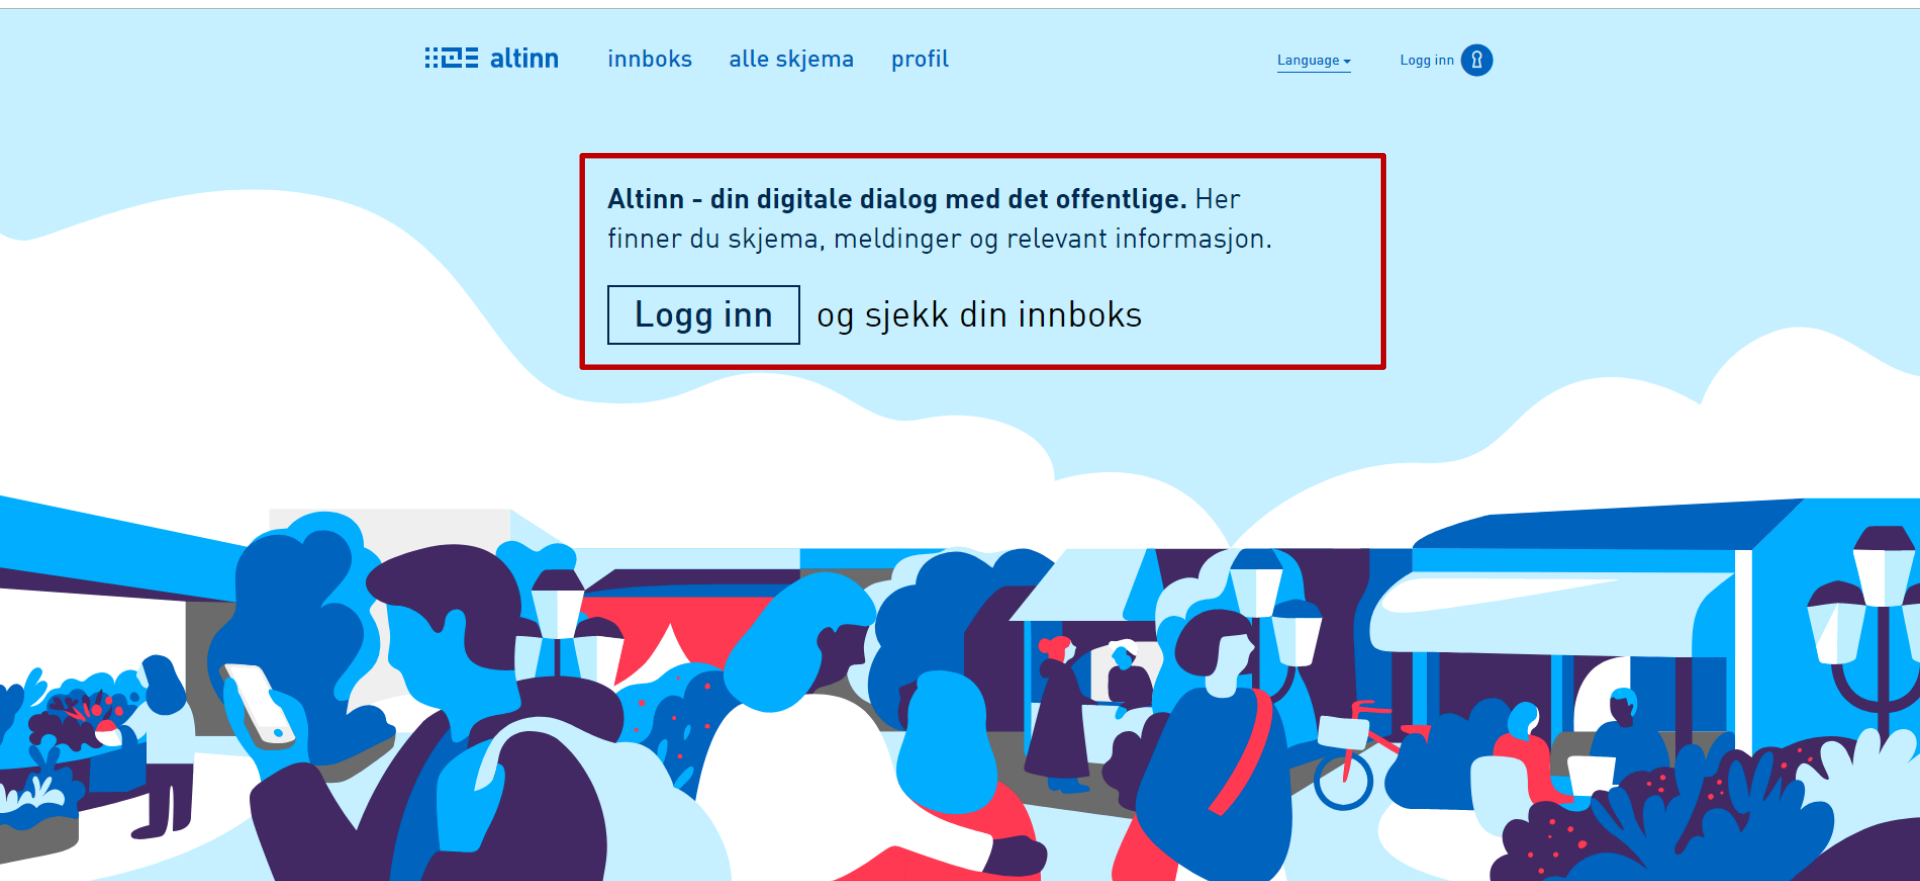 altinn innboks alle skjema profil Language Logg inn
Altinn - din digitale dialog med det offentlige. Her
finner du skjema, meldinger og relevant informasjon.
Logg inn og sjekk din innboks